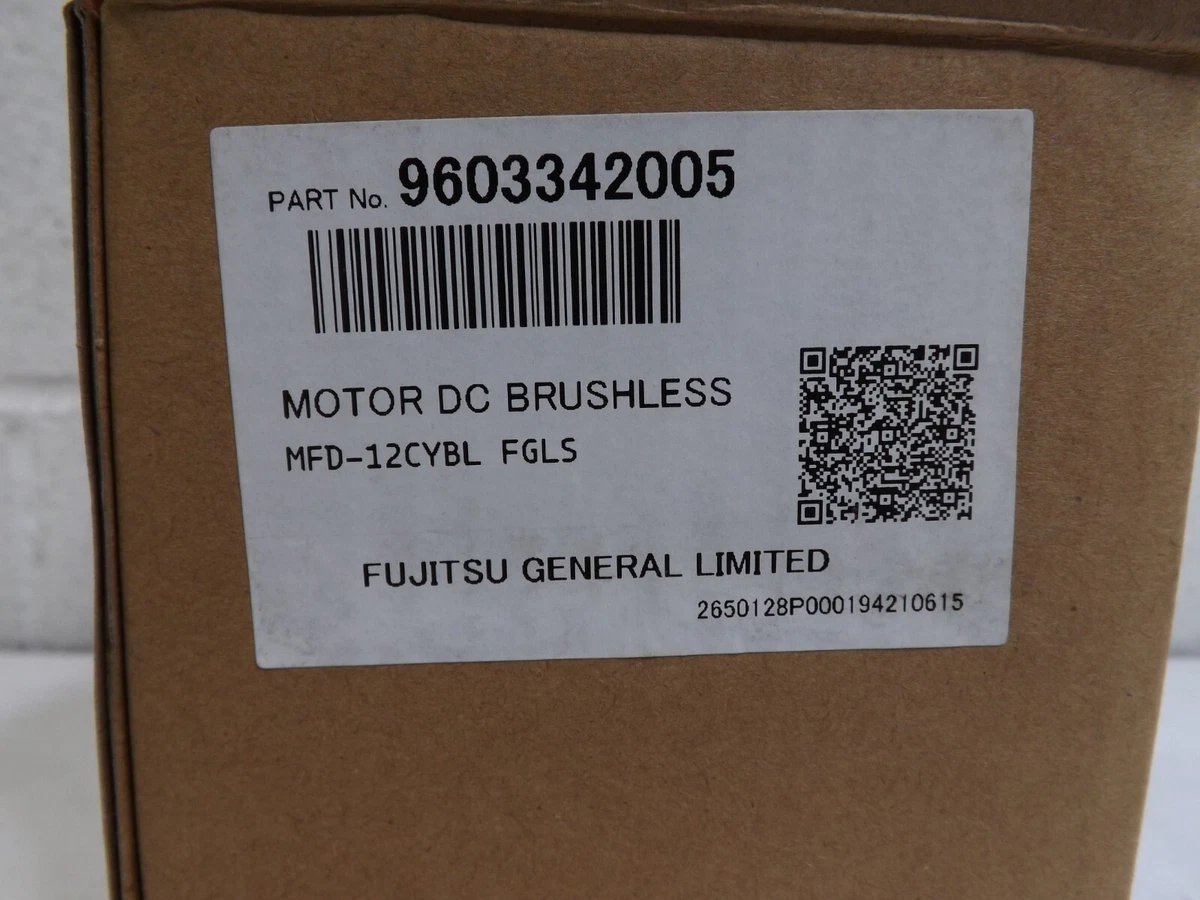 PART No. 9603342005
MOTOR DC BRUSHLESS
MFD-12CYBL FGLS
FUJITSU GENERAL LIMITED
2650128P000194210615